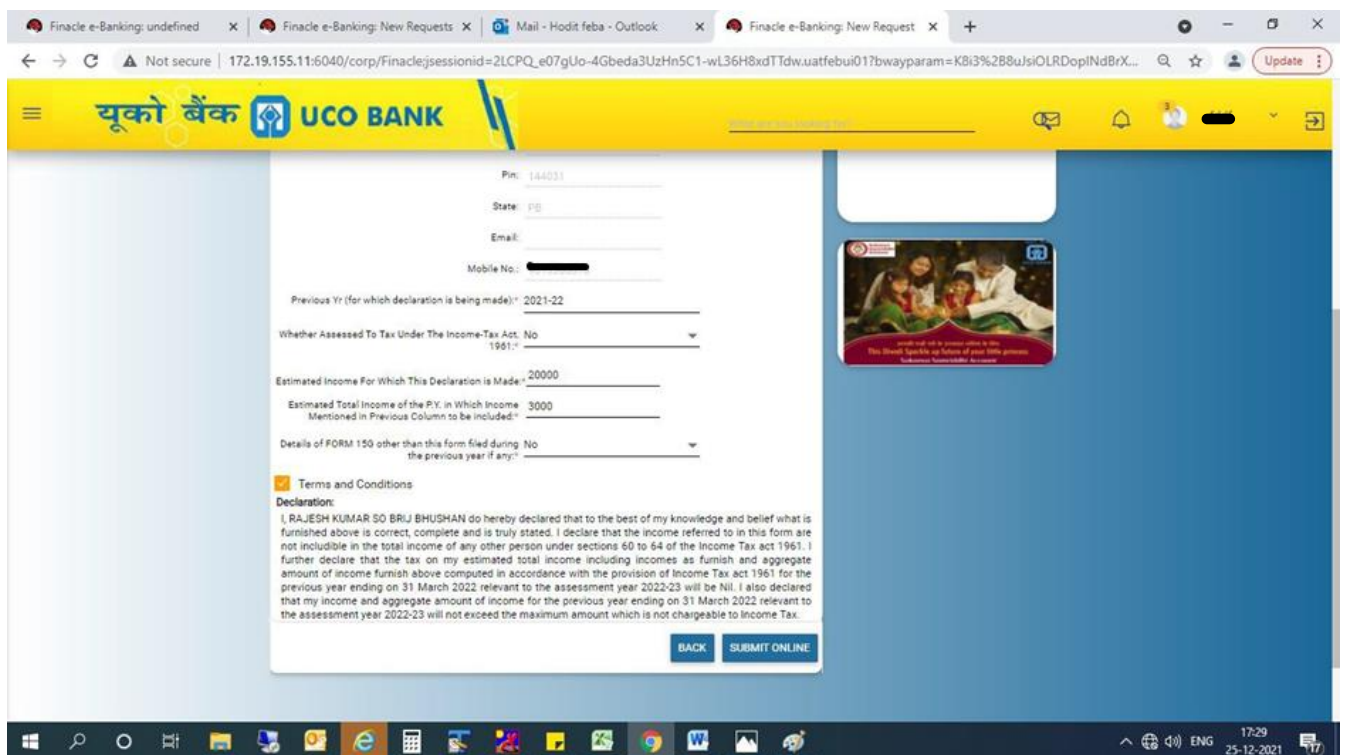 Finacle e-Banking: undefined
Finacle e-Banking: New Requests
Mail - Hodit feba - Outlook
Finacle e-Banking: New Request
Not secure
172.19.155.11:6040/corp/Finacle;jsessionid=2LCPQ_e07gUo-4Gbeda3UzHn5C1-wL36H8xdTTdw.uatfebui01?bwayparam=K8i3%2B8uJsiOLRDopINdBrX...
Update
यूको बैंक UCO BANK
What are you looking for?
3
Pin: 144031
State: PB
Email:
Mobile No.:
Previous Yr (for which declaration is being made):* 2021-22
Whether Assessed To Tax Under The Income-Tax Act, No
1961:*
Estimated Income For Which This Declaration is Made:* 20000
Estimated Total Income of the P.Y. in Which Income 3000
Mentioned in Previous Column to be included:*
Details of FORM 15G other than this form filed during No
the previous year if any:*
Terms and Conditions
Declaration:
I, RAJESH KUMAR SO BRIJ BHUSHAN do hereby declared that to the best of my knowledge and belief what is
furnished above is correct, complete and is truly stated. I declare that the income referred to in this form are
not includible in the total income of any other person under sections 60 to 64 of the Income Tax act 1961. I
further declare that the tax on my estimated total income including incomes as furnish and aggregate
amount of income furnish above computed in accordance with the provision of Income Tax act 1961 for the
previous year ending on 31 March 2022 relevant to the assessment year 2022-23 will be Nil. I also declared
that my income and aggregate amount of income for the previous year ending on 31 March 2022 relevant to
the assessment year 2022-23 will not exceed the maximum amount which is not chargeable to Income Tax.
BACK
SUBMIT ONLINE
This Diwali Sparkle up future of your little princess
ENG
17:29
25-12-2021